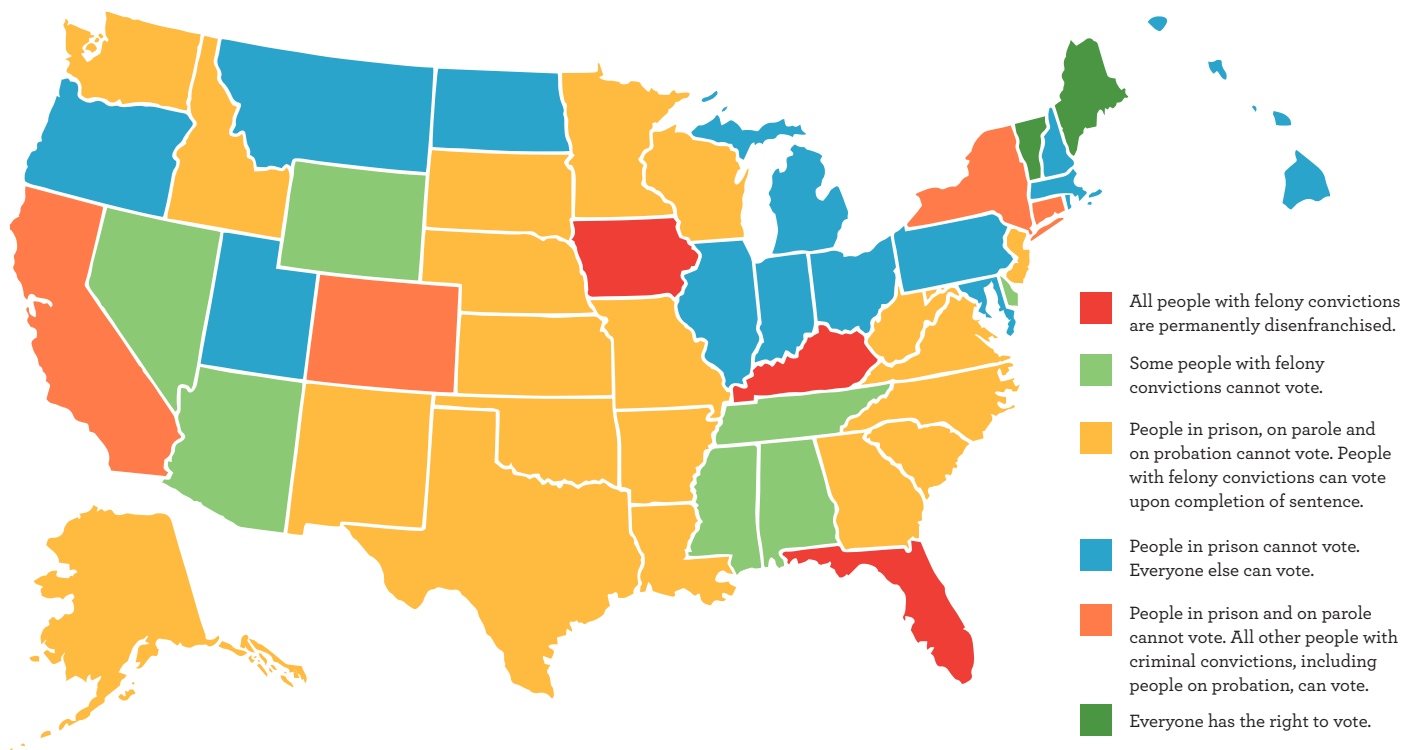 All people with felony convictions
are permanently disenfranchised.
Some people with felony
convictions cannot vote.
People in prison, on parole and
on probation cannot vote. People
with felony convictions can vote
upon completion of sentence.
People in prison cannot vote.
Everyone else can vote.
People in prison and on parole
cannot vote. All other people with
criminal convictions, including
people on probation, can vote.
Everyone has the right to vote.